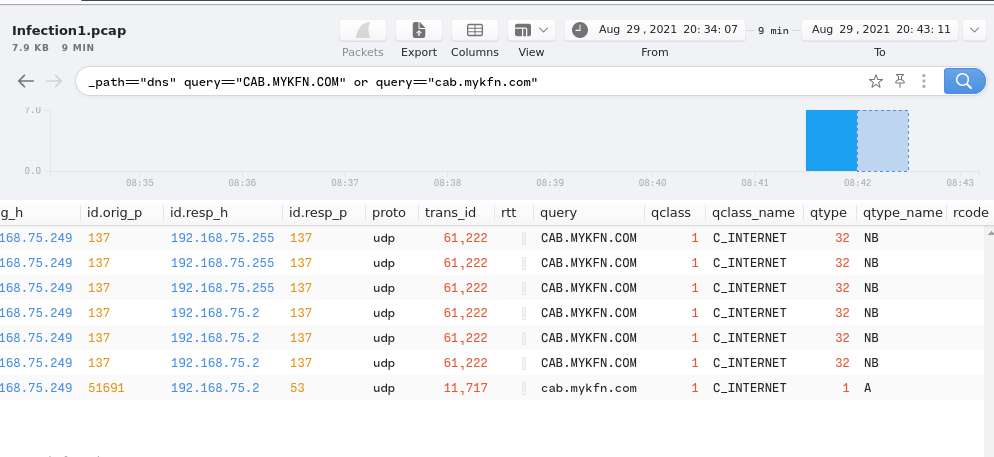 Infection1.pcap
7.9 KB 9 MIN
Packets
Export
Columns
View
Aug 29 , 2021 20:34:07
From
9 min
Aug 29 , 2021 20:43:11
To
_path=="dns" query=="CAB.MYKFN.COM" or query=="cab.mykfn.com"
7.0
0.0
08:35 08:36 08:37 08:38 08:39 08:40 08:41 08:42 08:43
g_h id.orig_p id.resp_h id.resp_p proto trans_id rtt query qclass qclass_name qtype qtype_name rcode
168.75.249 137 192.168.75.255 137 udp 61,222 CAB.MYKFN.COM 1 C_INTERNET 32 NB
168.75.249 137 192.168.75.255 137 udp 61,222 CAB.MYKFN.COM 1 C_INTERNET 32 NB
168.75.249 137 192.168.75.255 137 udp 61,222 CAB.MYKFN.COM 1 C_INTERNET 32 NB
168.75.249 137 192.168.75.2 137 udp 61,222 CAB.MYKFN.COM 1 C_INTERNET 32 NB
168.75.249 137 192.168.75.2 137 udp 61,222 CAB.MYKFN.COM 1 C_INTERNET 32 NB
168.75.249 137 192.168.75.2 137 udp 61,222 CAB.MYKFN.COM 1 C_INTERNET 32 NB
168.75.249 51691 192.168.75.2 53 udp 11,717 cab.mykfn.com 1 C_INTERNET 1 A